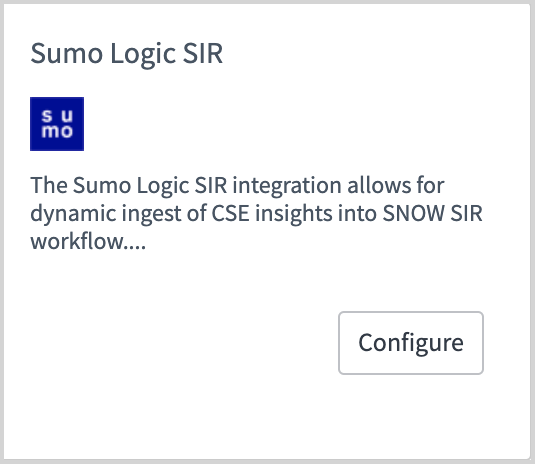 Sumo Logic SIR
su
mo
The Sumo Logic SIR integration allows for
dynamic ingest of CSE insights into SNOW SIR
workflow....
Configure